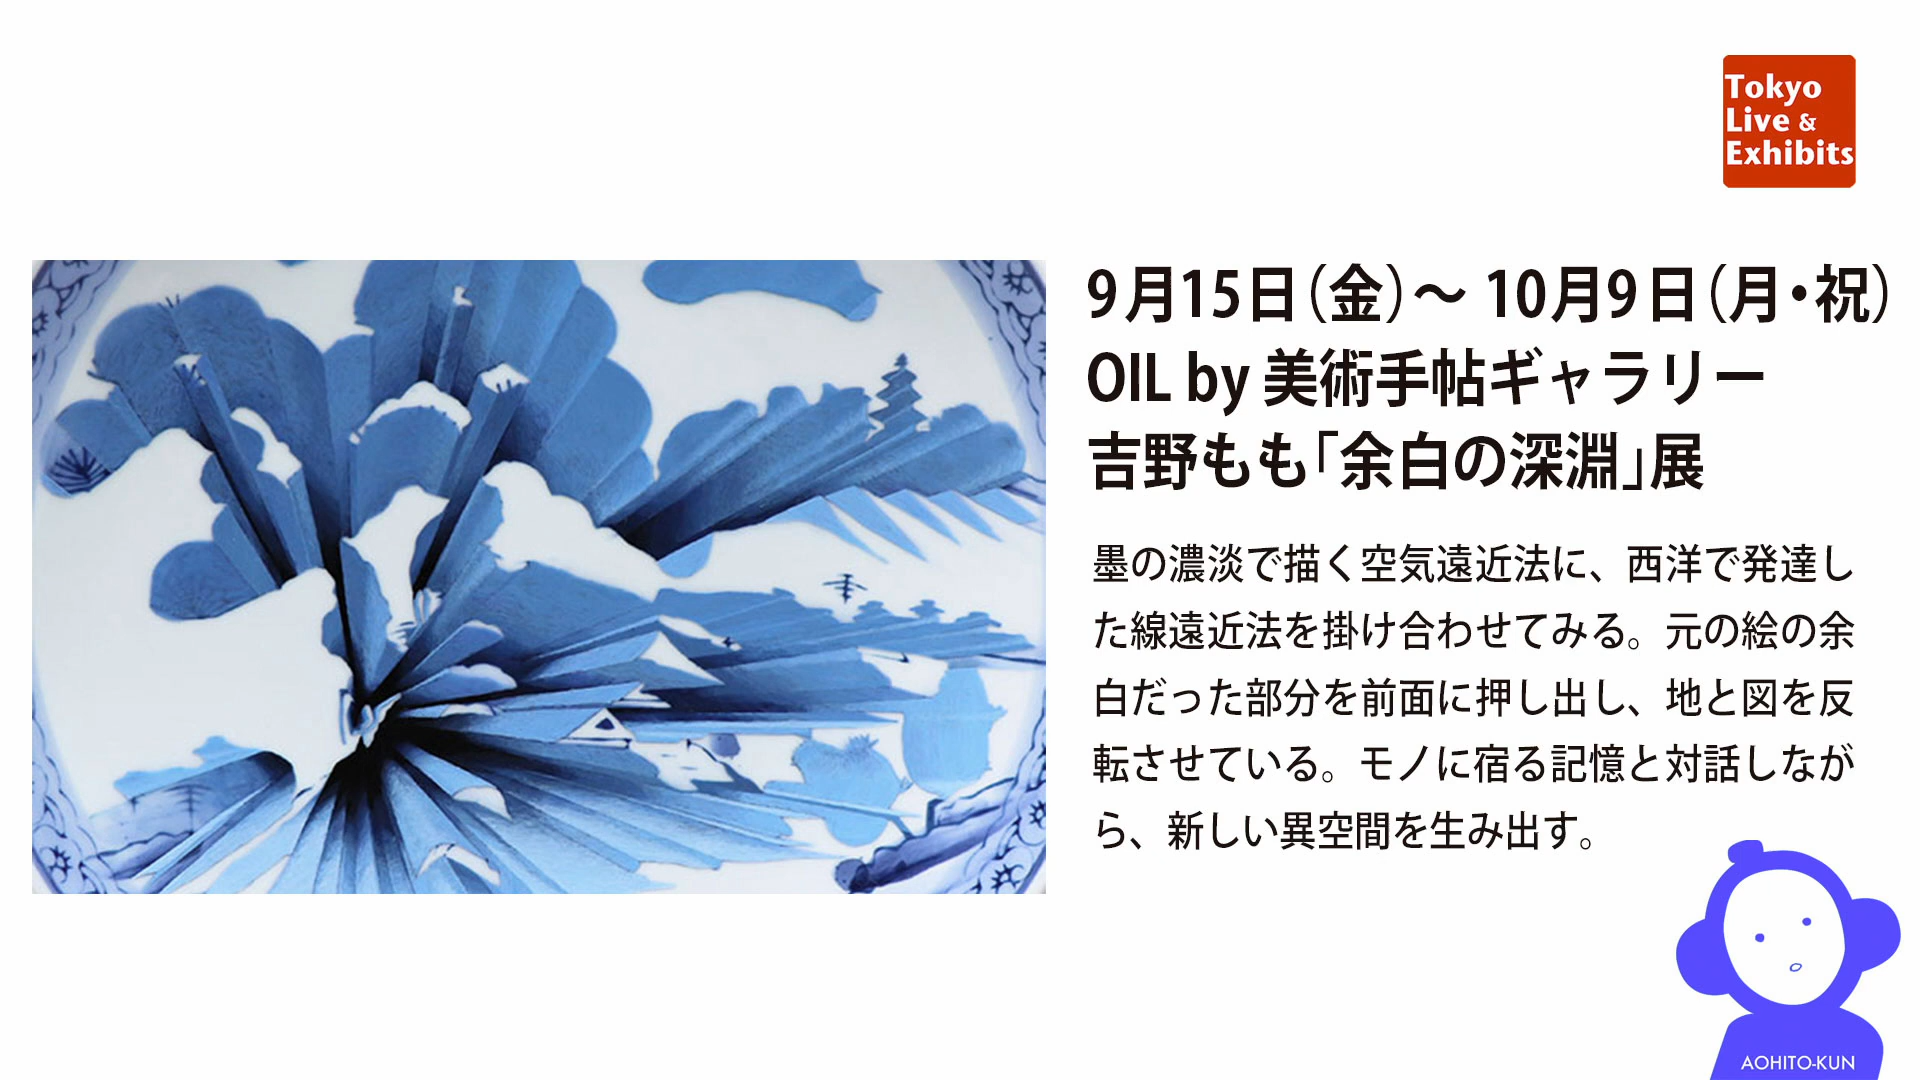 Tokyo
Live &
Exhibits
9月15日（金）～ 10月9日（月・祝）
OIL by 美術手帖ギャラリー
吉野もも「余白の深淵」展
墨の濃淡で描く空気遠近法に、西洋で発達し
た線遠近法を掛け合わせてみる。元の絵の余
白だった部分を前面に押し出し、地と図を反
転させている。モノに宿る記憶と対話しなが
ら、新しい異空間を生み出す。
AOHITO-KUN